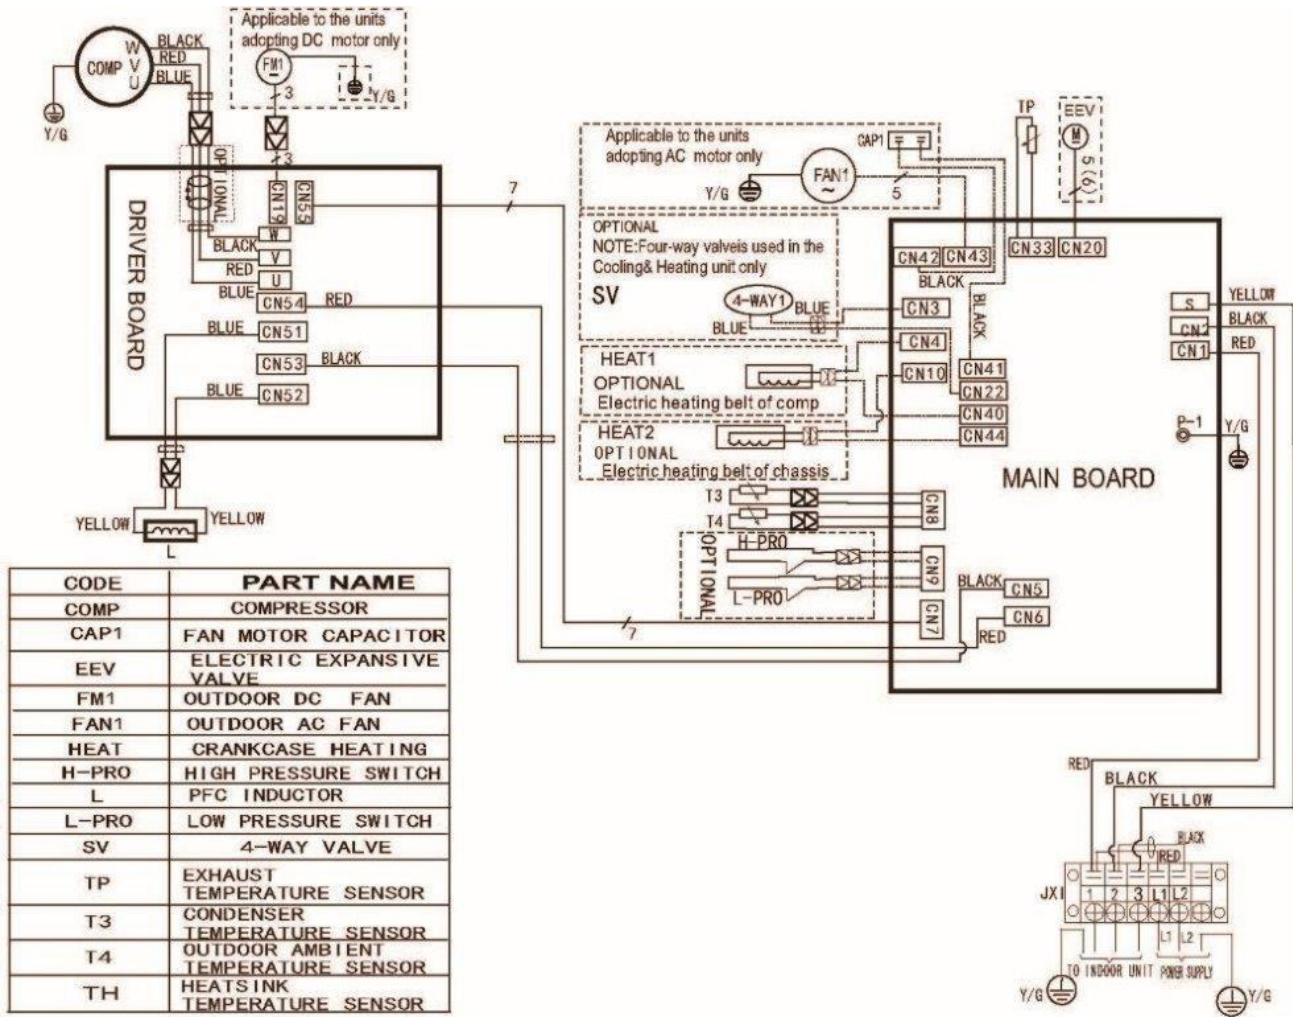 Applicable to the units
adopting DC motor only
FM1
3
Y/G
COMP
W
V
U
BLACK
RED
BLUE
Y/G
OPTIONAL
3
CN19
CN55
7
DRIVER BOARD
W
BLACK
V
RED
U
BLUE
CN54
RED
BLUE
CN51
CN53
BLACK
BLUE
CN52
YELLOW
YELLOW
L
Applicable to the units
adopting AC motor only
CAP1
FAN1
Y/G
5
TP
EEV
M
5(6)
OPTIONAL
NOTE:Four-way valveis used in the
Cooling& Heating unit only
SV
4-WAY1
BLUE
BLUE
HEAT1
OPTIONAL
Electric heating belt of comp
HEAT2
OPTIONAL
Electric heating belt of chassis
T3
T4
OPTIONAL
H-PRO
L-PRO
7
CN42
CN43
CN33
CN20
BLACK
BLACK
CN3
CN4
CN10
CN41
CN22
CN40
CN44
CN8
CN9
CN7
BLACK
CN5
CN6
RED
MAIN BOARD
S
YELLOW
CN2
BLACK
CN1
RED
P-1
Y/G
RED
BLACK
YELLOW
BLACK
RED
JX1
1 2 3 L1 L2
L1 L2
TO INDOOR UNIT
POWER SUPPLY
Y/G
Y/G
CODE PART NAME
COMP COMPRESSOR
CAP1 FAN MOTOR CAPACITOR
EEV ELECTRIC EXPANSIVE
VALVE
FM1 OUTDOOR DC FAN
FAN1 OUTDOOR AC FAN
HEAT CRANKCASE HEATING
H-PRO HIGH PRESSURE SWITCH
L PFC INDUCTOR
L-PRO LOW PRESSURE SWITCH
SV 4-WAY VALVE
TP EXHAUST
TEMPERATURE SENSOR
T3 CONDENSER
TEMPERATURE SENSOR
T4 OUTDOOR AMBIENT
TEMPERATURE SENSOR
TH HEATSINK
TEMPERATURE SENSOR